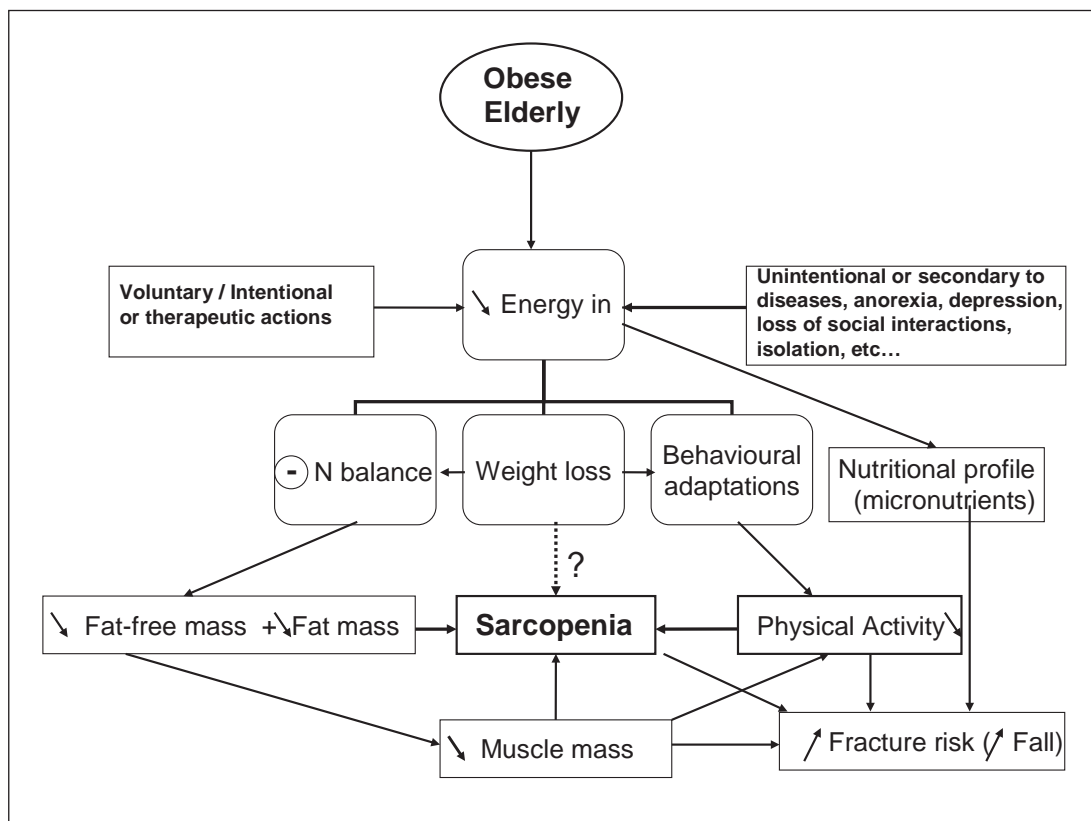 Obese
Elderly
Voluntary / Intentional
or therapeutic actions
↘ Energy in
Unintentional or secondary to
diseases, anorexia, depression,
loss of social interactions,
isolation, etc…
- N balance
Weight loss
Behavioural
adaptations
Nutritional profile
(micronutrients)
?
↘ Fat-free mass +↘Fat mass
Sarcopenia
Physical Activity↘
↘ Muscle mass
↗ Fracture risk (↗ Fall)